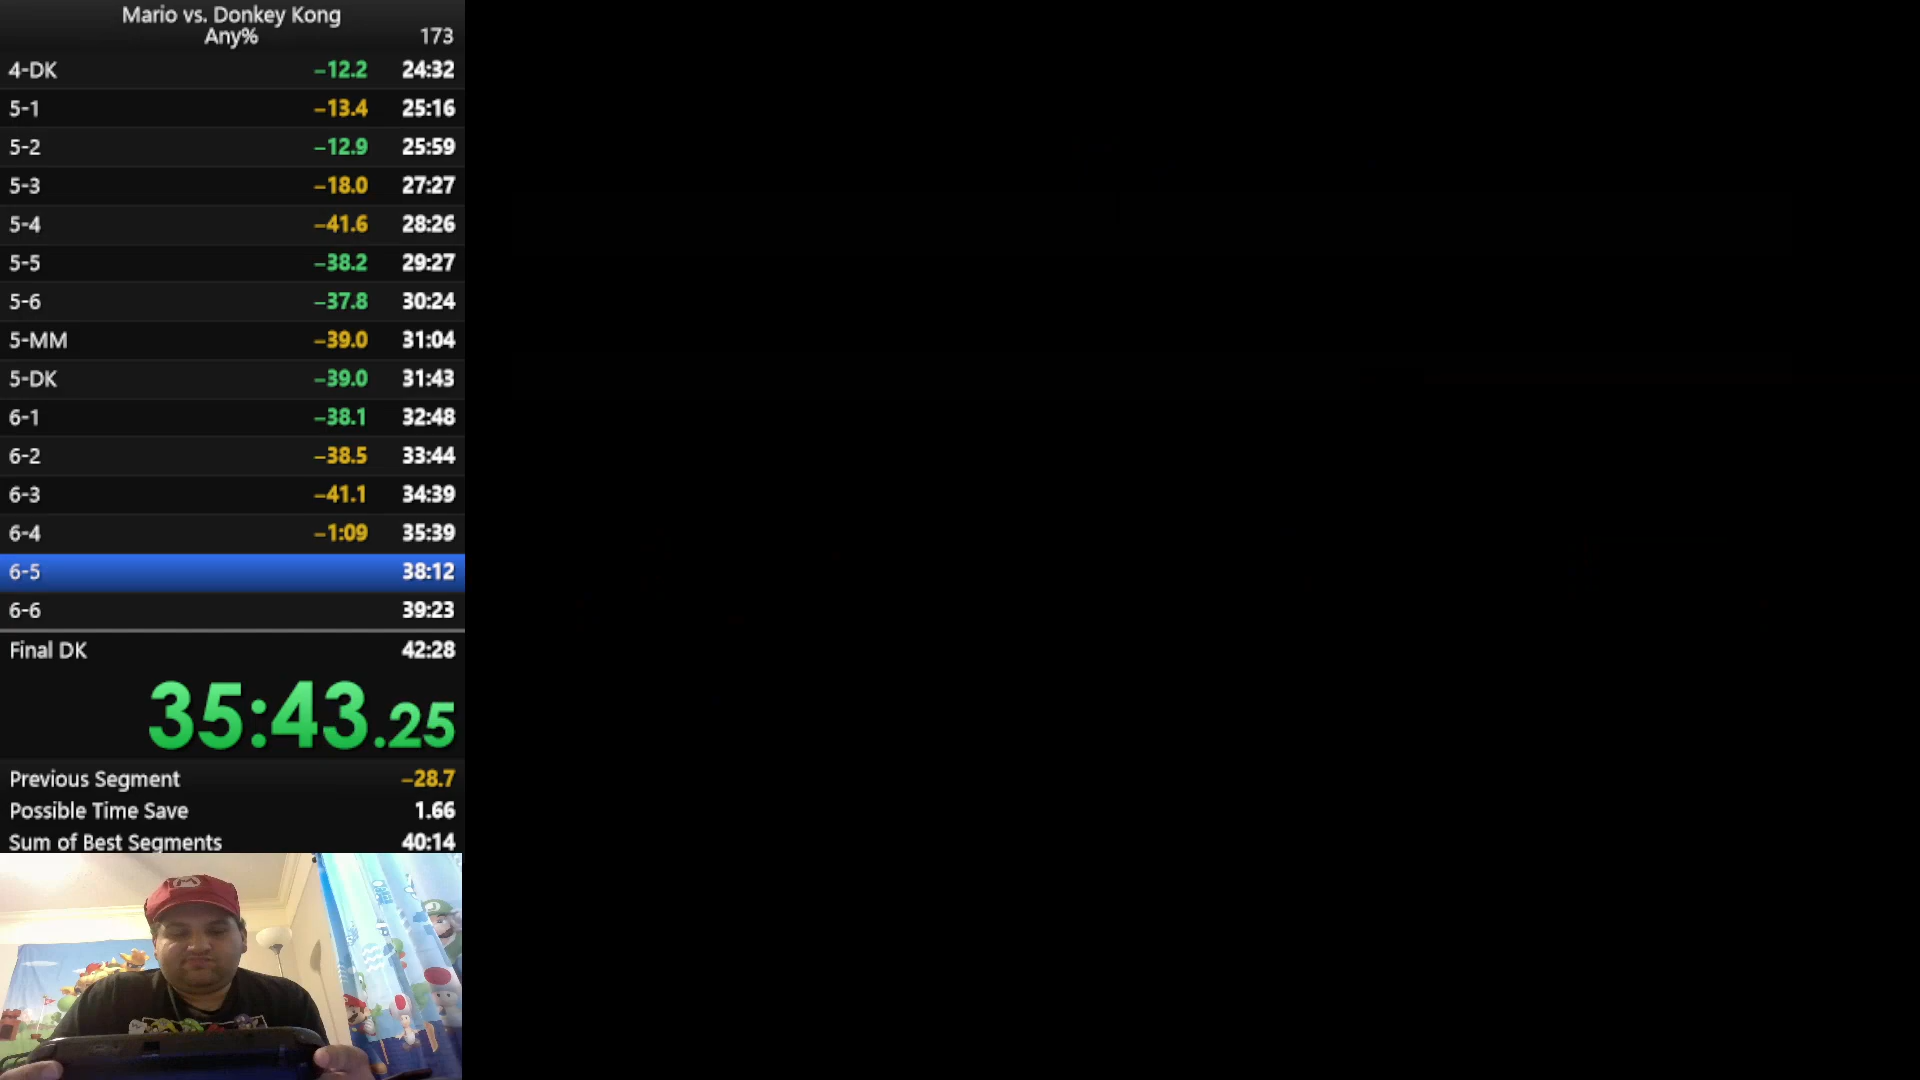 Mario vs. Donkey Kong
Any% 173
4-DK −12.2 24:32
5-1 −13.4 25:16
5-2 −12.9 25:59
5-3 −18.0 27:27
5-4 −41.6 28:26
5-5 −38.2 29:27
5-6 −37.8 30:24
5-MM −39.0 31:04
5-DK −39.0 31:43
6-1 −38.1 32:48
6-2 −38.5 33:44
6-3 −41.1 34:39
6-4 −1:09 35:39
6-5 38:12
6-6 39:23
Final DK 42:28
35:43.25
Previous Segment −28.7
Possible Time Save 1.66
Sum of Best Segments 40:14
M